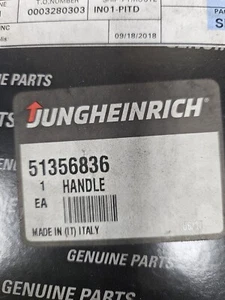 T.O.NUMBER
0003280303 IN01-PITD
09/18/2018
GENUINE PARTS
JUNGHEINRICH®
51356836
1 HANDLE
EA
MADE IN (IT) ITALY
GENUINE PARTS
GENUINE PARTS